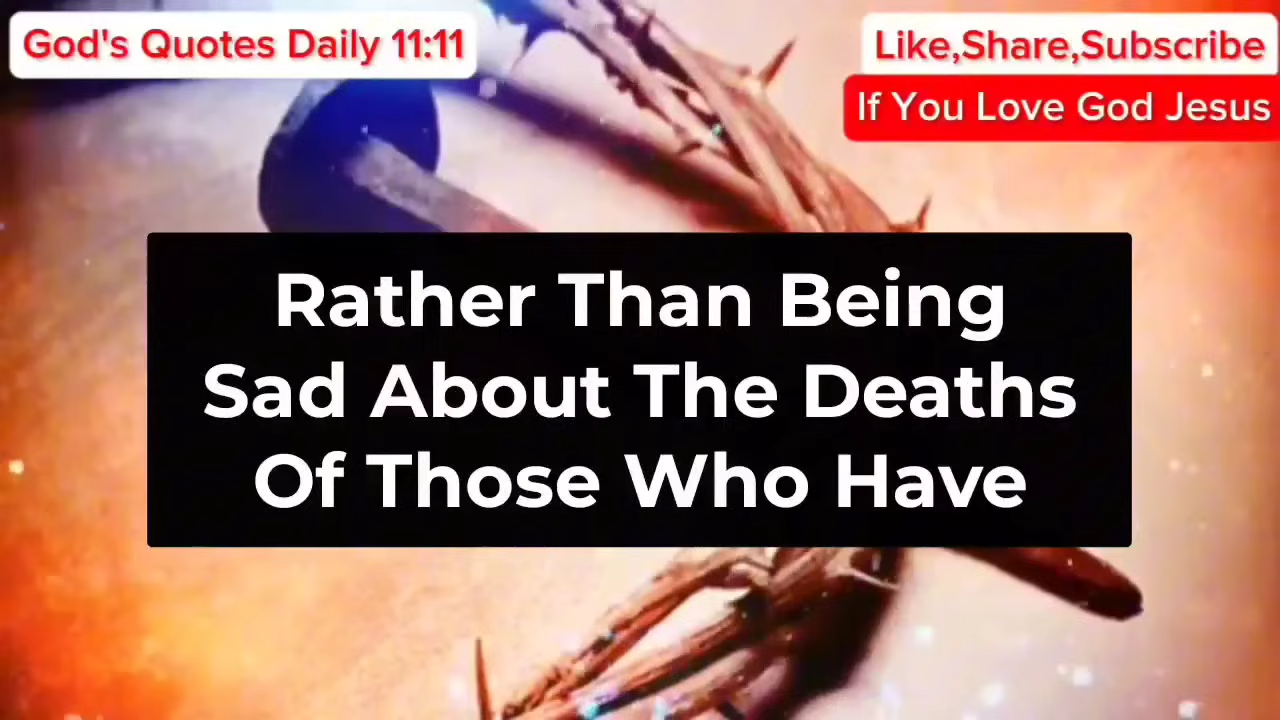 God's Quotes Daily 11:11
Like,Share,Subscribe
If You Love God Jesus
Rather Than Being
Sad About The Deaths
Of Those Who Have